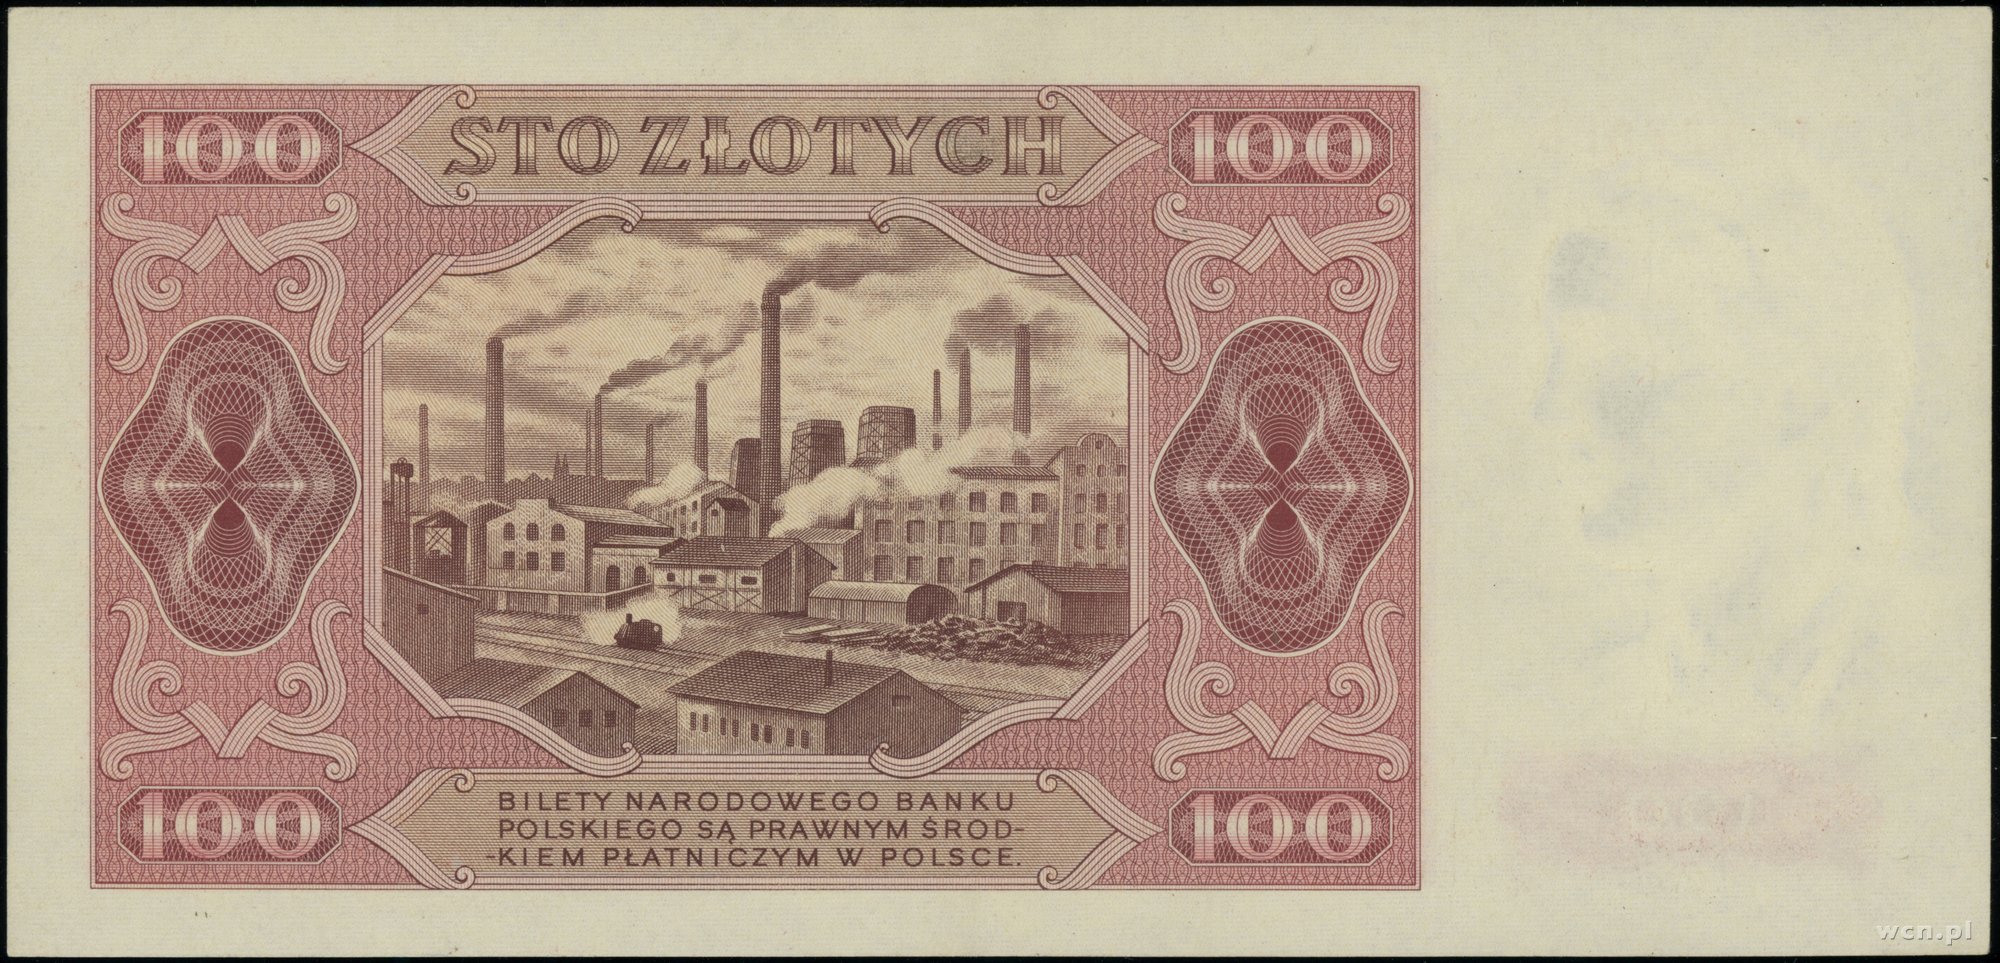 100 STO ZŁOTYCH 100
100 BILETY NARODOWEGO BANKU 100
POLSKIEGO SĄ PRAWNYM ŚROD-
-KIEM PŁATNICZYM W POLSCE.
wcn.pl